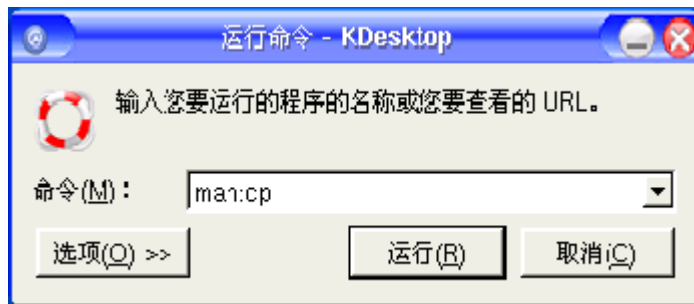 运行命令 - KDesktop
输入您要运行的程序的名称或您要查看的 URL。
命令(M)： man:cp
选项(O) >> 运行(R) 取消(C)